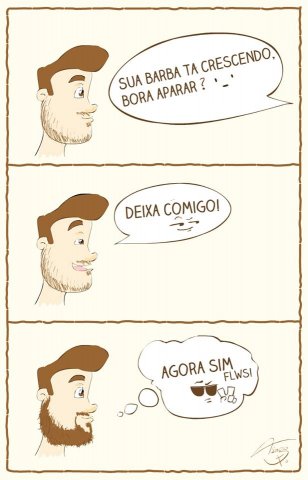 SUA BARBA TA CRESCENDO,
BORA APARAR? '-'
DEIXA COMIGO!
AGORA SIM
FLWS!